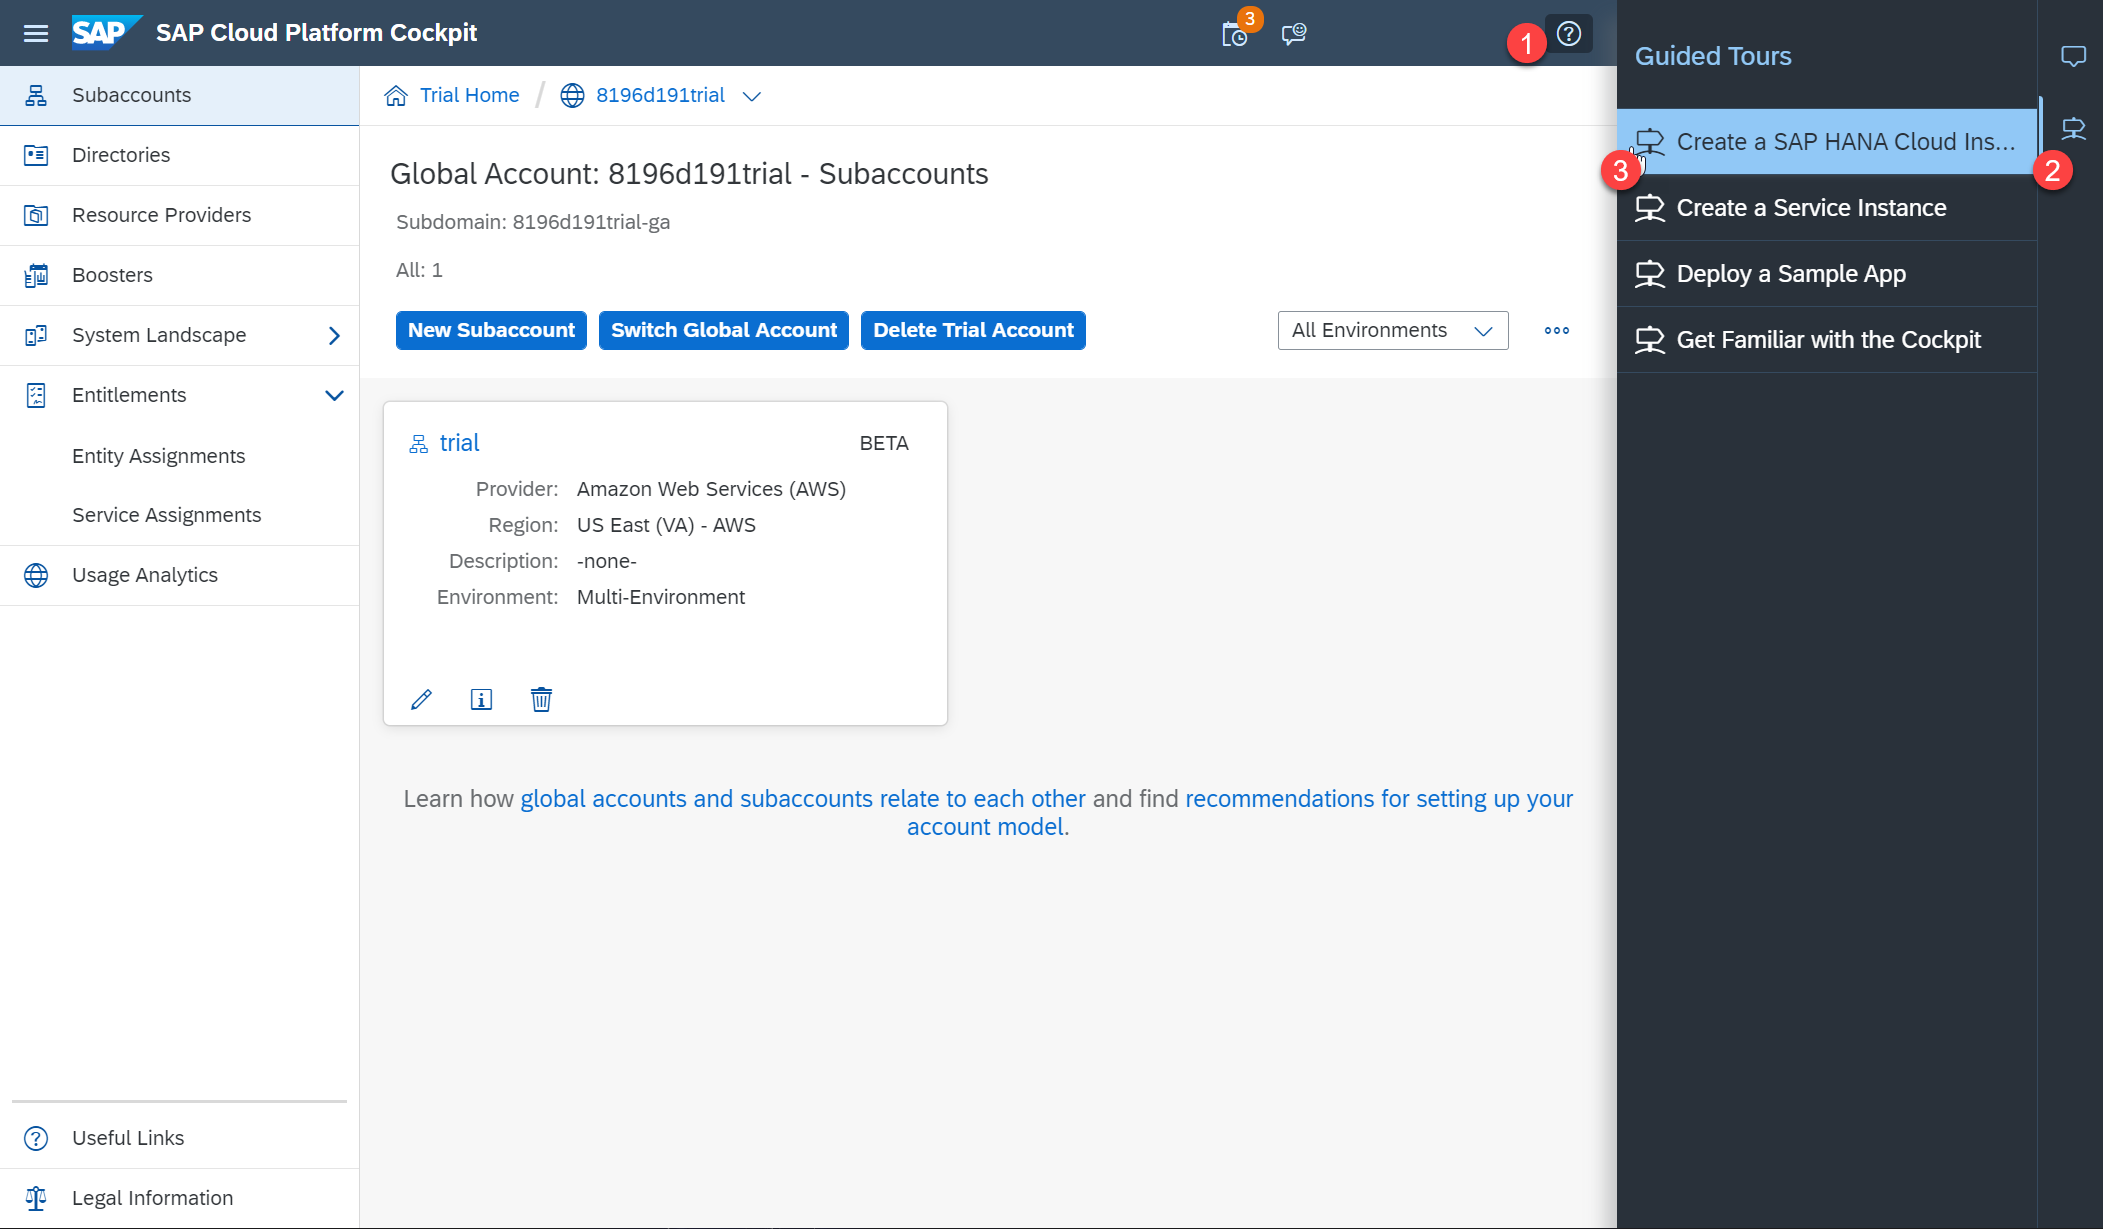 SAP SAP Cloud Platform Cockpit
3
1
Guided Tours
Subaccounts
Directories
Resource Providers
Boosters
System Landscape
Entitlements
Entity Assignments
Service Assignments
Usage Analytics
Useful Links
Legal Information
Trial Home / 8196d191trial
Global Account: 8196d191trial - Subaccounts
Subdomain: 8196d191trial-ga
All: 1
New Subaccount Switch Global Account Delete Trial Account All Environments
trial BETA
Provider: Amazon Web Services (AWS)
Region: US East (VA) - AWS
Description: -none-
Environment: Multi-Environment
Learn how global accounts and subaccounts relate to each other and find recommendations for setting up your
account model.
Create a SAP HANA Cloud Ins...
3
2
Create a Service Instance
Deploy a Sample App
Get Familiar with the Cockpit